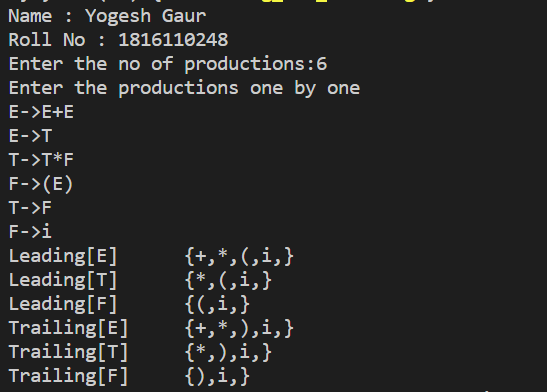 Name : Yogesh Gaur
Roll No : 1816110248
Enter the no of productions:6
Enter the productions one by one
E->E+E
E->T
T->T*F
F->(E)
T->F
F->i
Leading[E]      {+,*,(,i,}
Leading[T]      {*,(,i,}
Leading[F]      {(,i,}
Trailing[E]     {+,*,),i,}
Trailing[T]     {*,),i,}
Trailing[F]     {),i,}